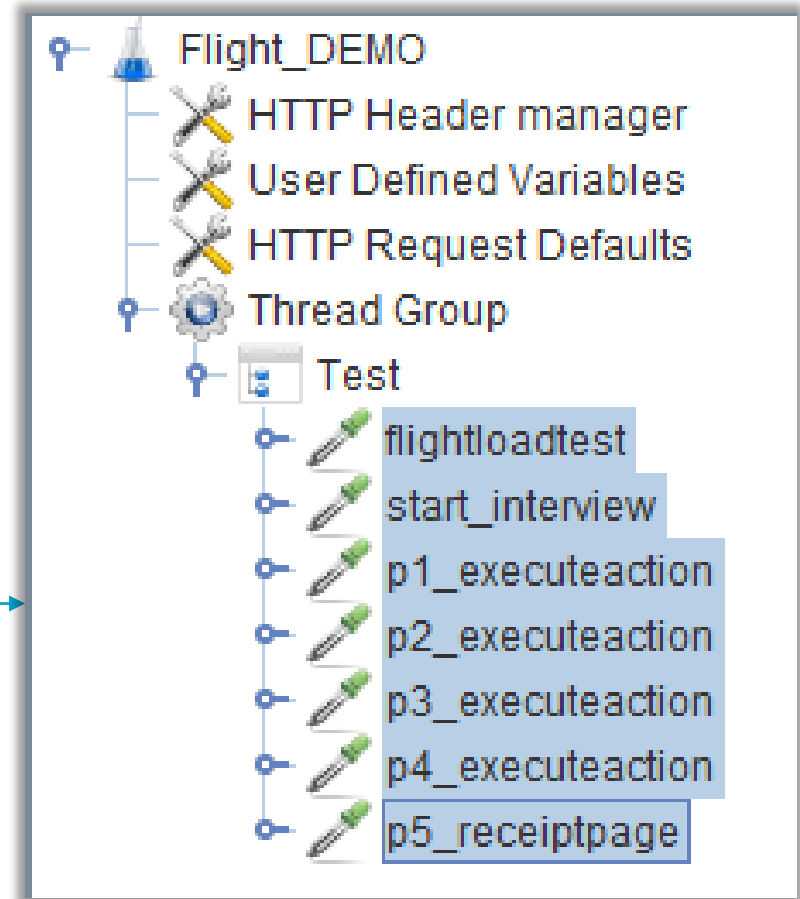 Flight_DEMO
HTTP Header manager
User Defined Variables
HTTP Request Defaults
Thread Group
Test
flightloadtest
start_interview
p1_executeaction
p2_executeaction
p3_executeaction
p4_executeaction
p5_receiptpage